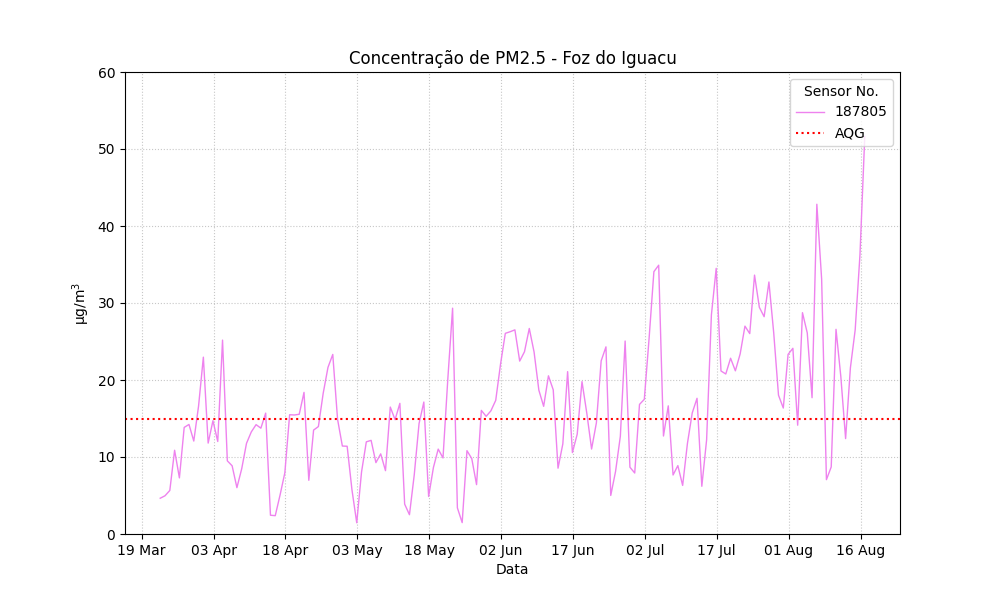 Concentração de PM2.5 - Foz do Iguacu
60
50
40
30
20
10
0
µg/m³
Sensor No.
187805
AQG
19 Mar 03 Apr 18 Apr 03 May 18 May 02 Jun 17 Jun 02 Jul 17 Jul 01 Aug 16 Aug
Data